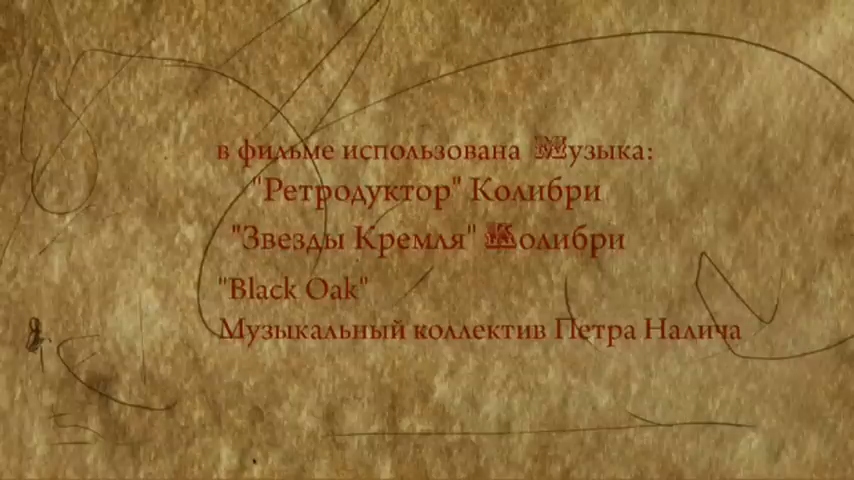 в фильме использована Музыка:
"Ретродуктор" Колибри
"Звезды Кремля" Колибри
"Black Oak"
Музыкальный коллектив Петра Налича